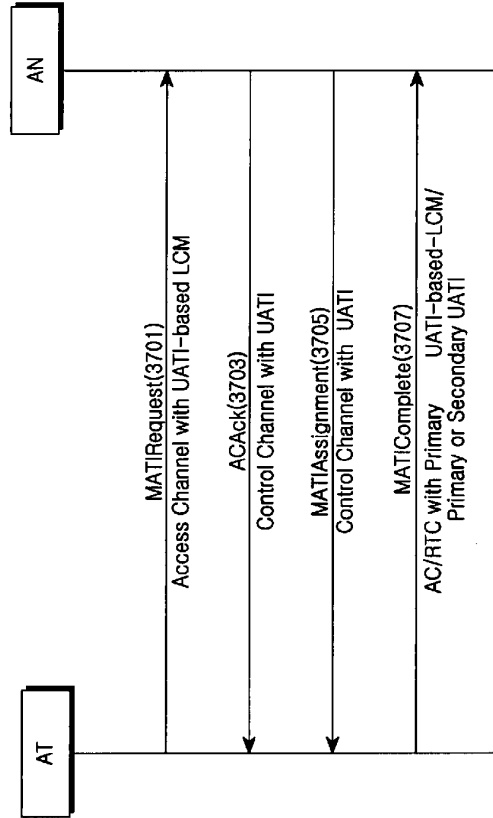 AT
AN
MATIRequest(3701)
Access Channel with UATI-based LCM
ACAck(3703)
Control Channel with UATI
MATIAssignment(3705)
Control Channel with UATI
MATIComplete(3707)
AC/RTC with Primary UATI-based-LCM/
Primary or Secondary UATI